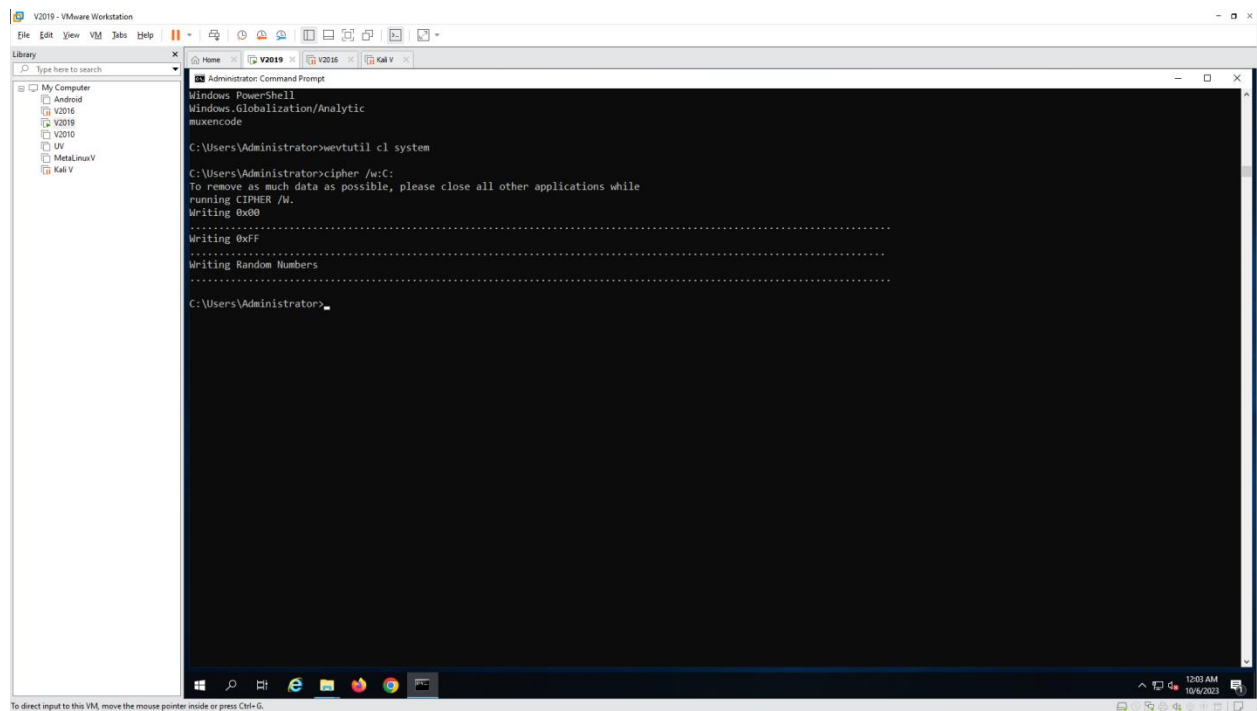 V2019 - VMware Workstation
File Edit View VM Tabs Help
Library
Type here to search
My Computer
Android
V2016
V2019
V2010
UV
MetaLinuxV
Kali V
Home V2019 V2016 Kali V
Administrator: Command Prompt
Windows PowerShell
Windows.Globalization/Analytic
muxencode
C:\Users\Administrator>wevtutil cl system
C:\Users\Administrator>cipher /w:C:
To remove as much data as possible, please close all other applications while
running CIPHER /W.
Writing 0x00
........................................................................................................................
Writing 0xFF
.......................................................................................................................
Writing Random Numbers
........................................................................................................................
C:\Users\Administrator>
12:03 AM
10/6/2023
To direct input to this VM, move the mouse pointer inside or press Ctrl+G.